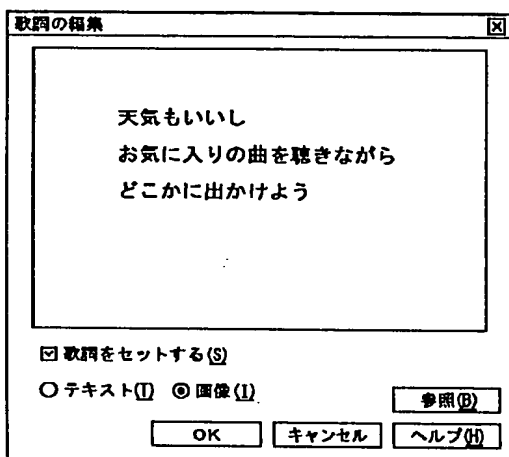 歌詞の編集
天気もいいし
お気に入りの曲を聴きながら
どこかに出かけよう
歌詞をセットする(S)
テキスト(T) 画像(I)
参照(B)
OK キャンセル ヘルプ(H)